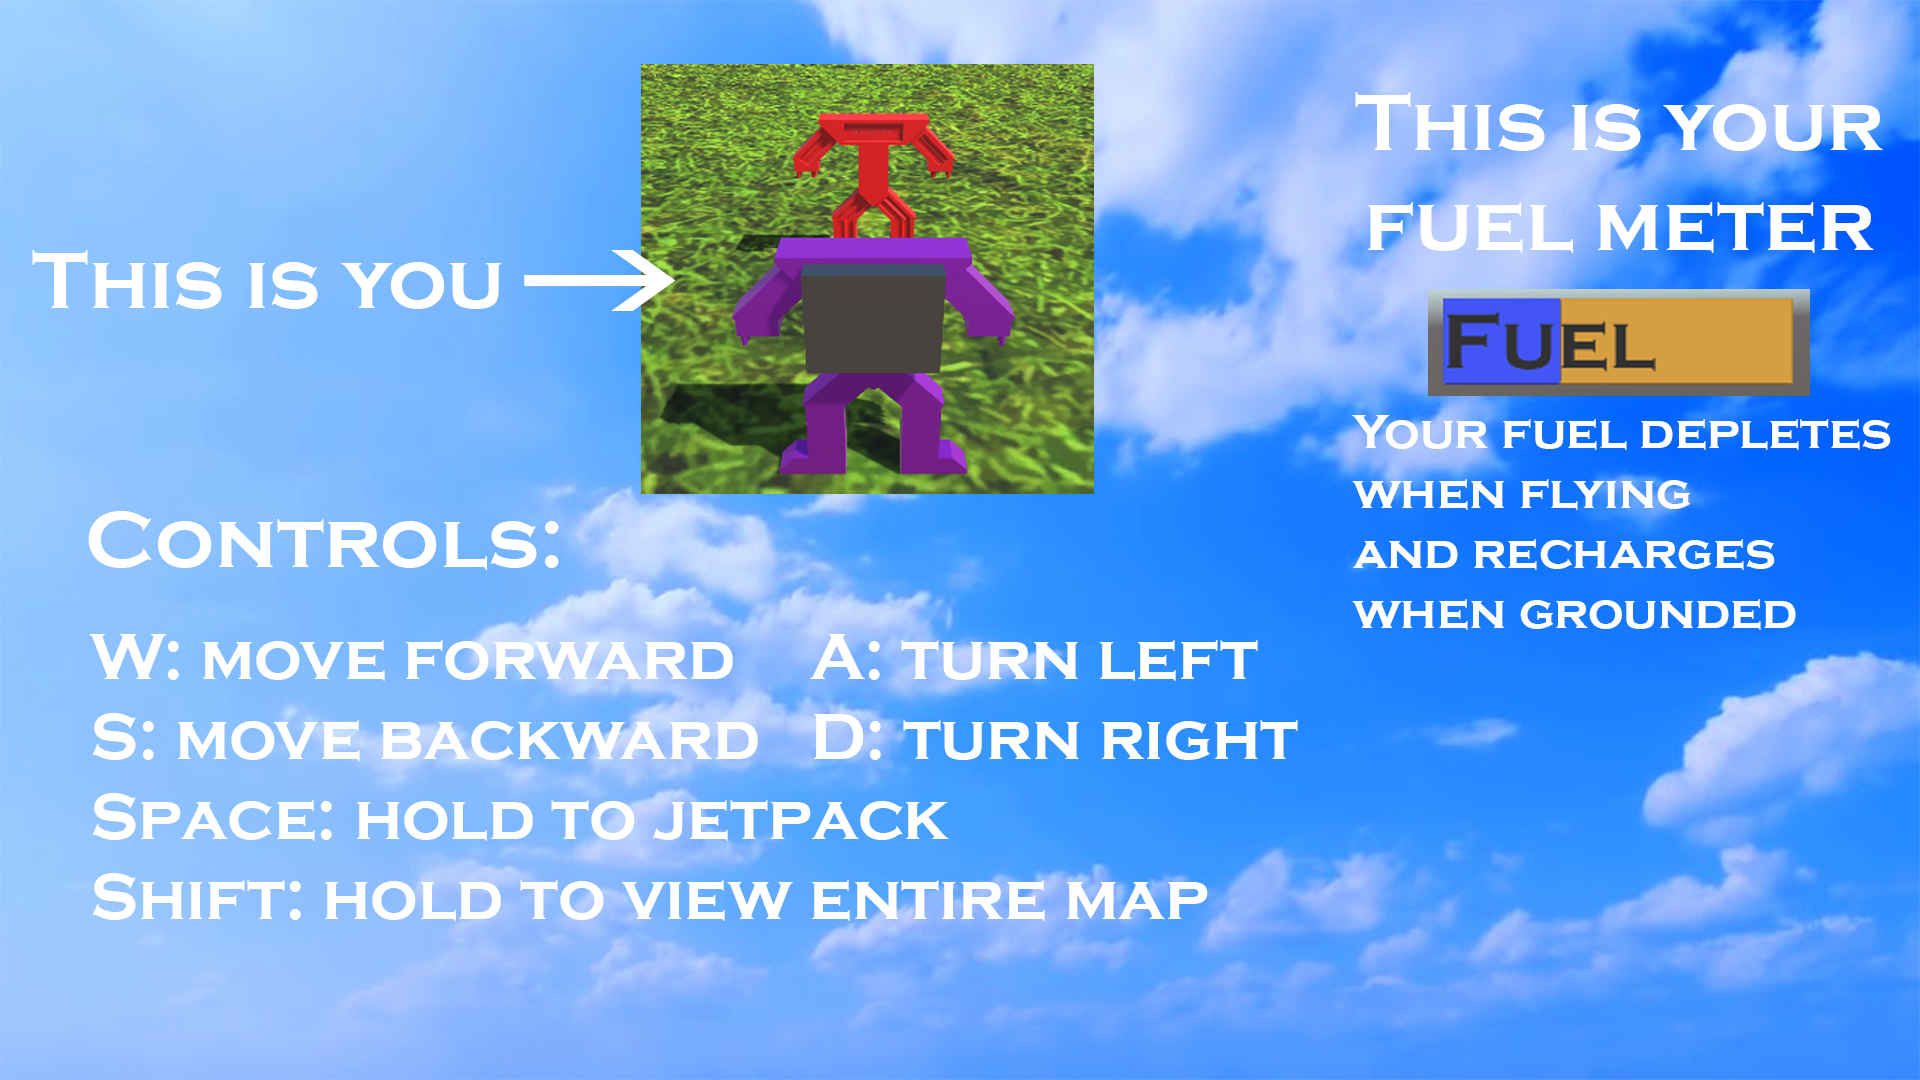 This is you
This is your
fuel meter
Fuel
Your fuel depletes
when flying
and recharges
when grounded
Controls:
W: move forward A: turn left
S: move backward D: turn right
Space: hold to jetpack
Shift: hold to view entire map